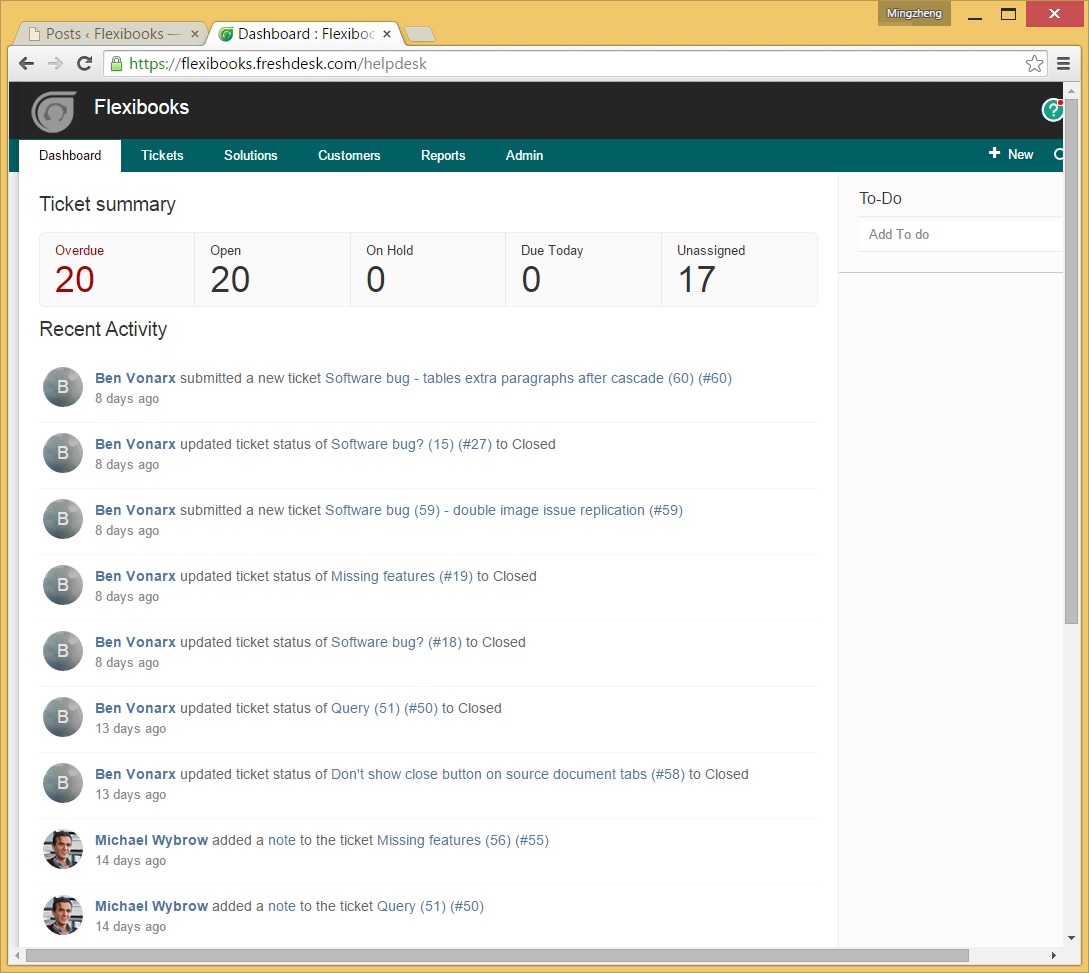 Mingzheng
Posts ‹ Flexibooks —
Dashboard : Flexiboo
https://flexibooks.freshdesk.com/helpdesk
Flexibooks
?
Dashboard Tickets Solutions Customers Reports Admin + New
Ticket summary
Overdue Open On Hold Due Today Unassigned
20 20 0 0 17
Recent Activity
B
Ben Vonarx submitted a new ticket Software bug - tables extra paragraphs after cascade (60) (#60)
8 days ago
B
Ben Vonarx updated ticket status of Software bug? (15) (#27) to Closed
8 days ago
B
Ben Vonarx submitted a new ticket Software bug (59) - double image issue replication (#59)
8 days ago
B
Ben Vonarx updated ticket status of Missing features (#19) to Closed
8 days ago
B
Ben Vonarx updated ticket status of Software bug? (#18) to Closed
8 days ago
B
Ben Vonarx updated ticket status of Query (51) (#50) to Closed
13 days ago
B
Ben Vonarx updated ticket status of Don't show close button on source document tabs (#58) to Closed
13 days ago
Michael Wybrow added a note to the ticket Missing features (56) (#55)
14 days ago
Michael Wybrow added a note to the ticket Query (51) (#50)
14 days ago
To-Do
Add To do